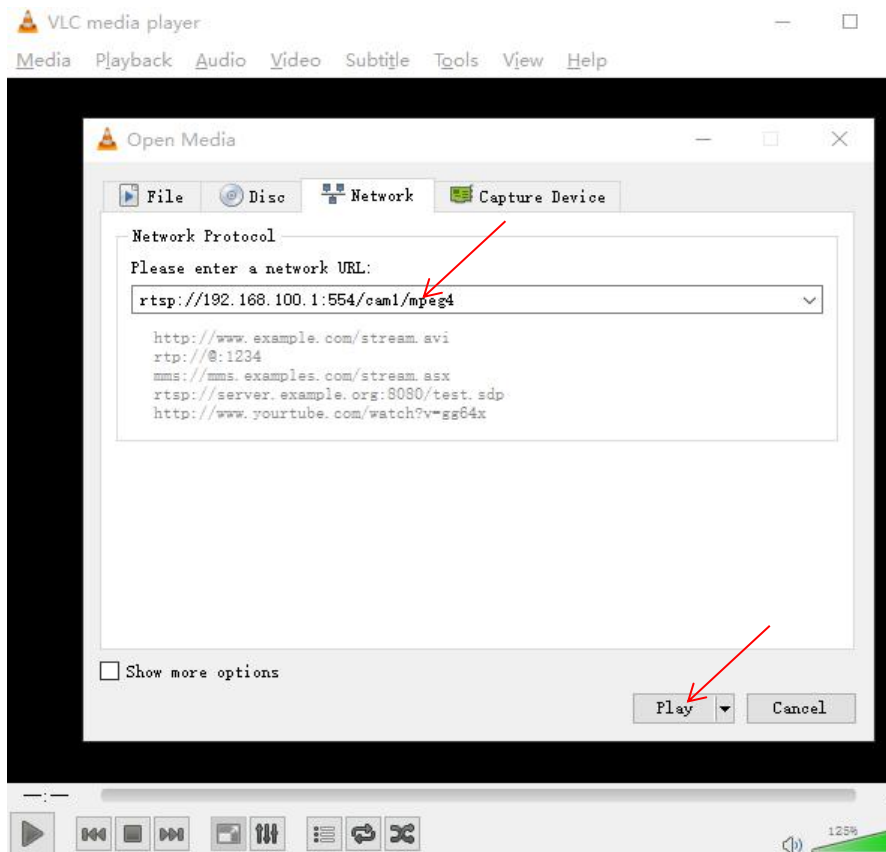 VLC media player
Media Playback Audio Video Subtitle Tools View Help
Open Media
File Disc Network Capture Device
Network Protocol
Please enter a network URL:
rtsp://192.168.100.1:554/cam1/mpeg4
http://www.example.com/stream.avi
rtp://@:1234
mms://mms.examples.com/stream.asx
rtsp://server.example.org:8080/test.sdp
http://www.yourtube.com/watch?v=gg64x
Show more options
Play Cancel
--:--
125%